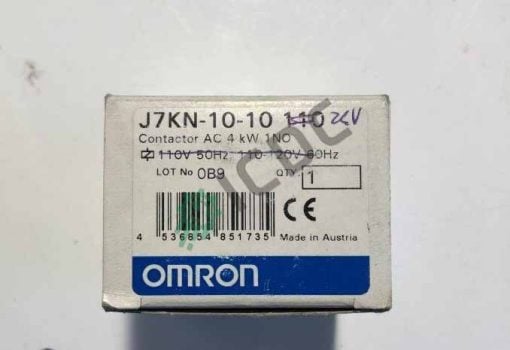 J7KN-10-10 110 24V
Contactor AC 4 kW 1NO
110V 50Hz, 110-120V 60Hz
LOT No 0B9 QTY. 1
CE
4 536854 851735 Made in Austria
OMRON
ICDC